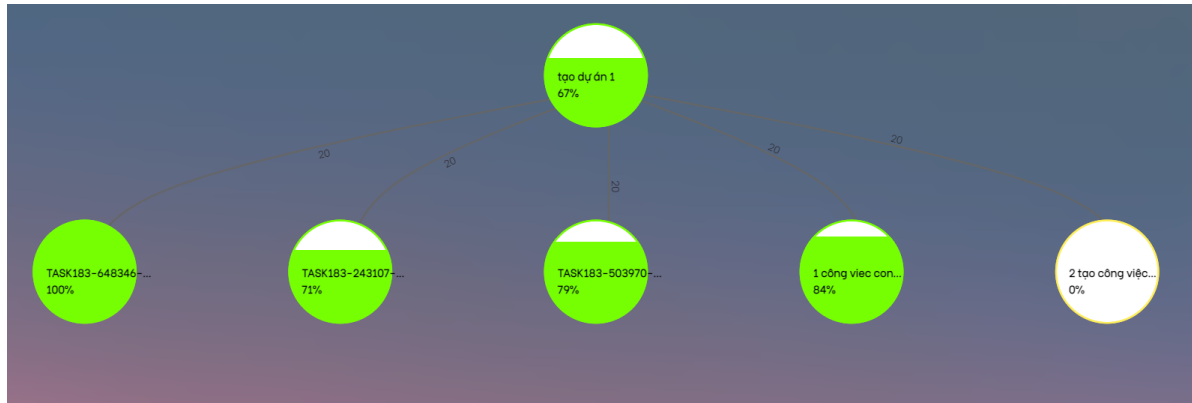 tạo dự án 1
67%
20
20
20
20
20
TASK183-648346-...
100%
TASK183-243107-...
71%
TASK183-503970-...
79%
1 công viec con...
84%
2 tạo công việc...
0%